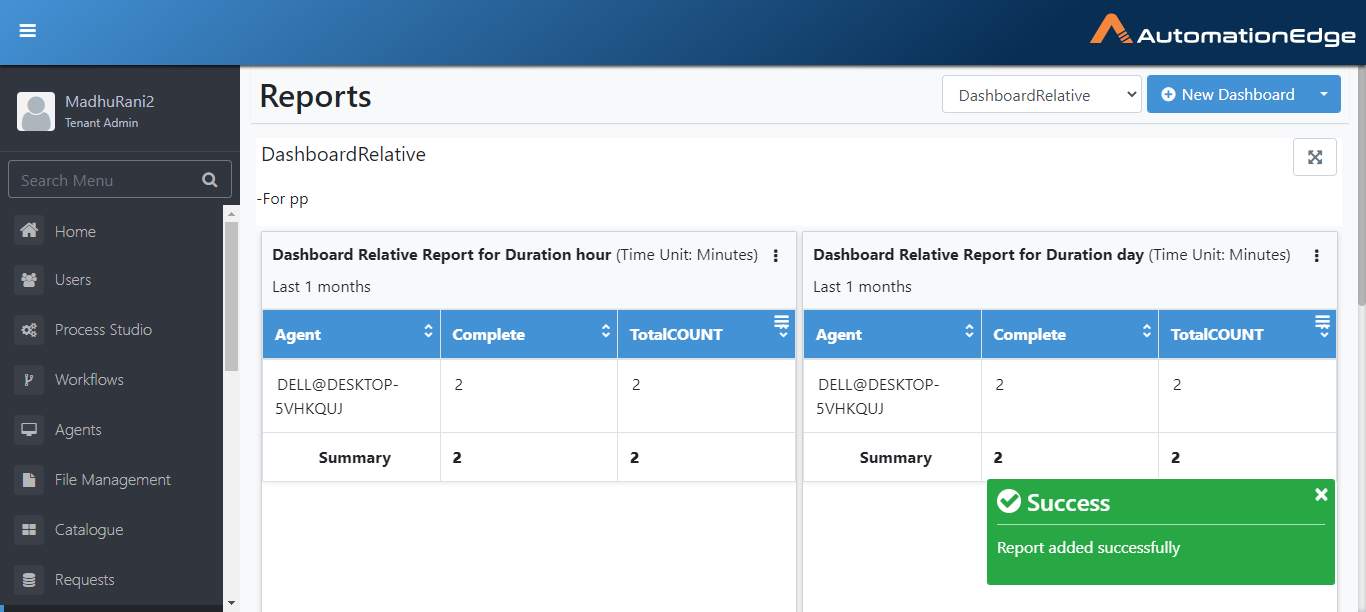 AutomationEdge
MadhuRani2
Tenant Admin
Search Menu
Home
Users
Process Studio
Workflows
Agents
File Management
Catalogue
Requests
Reports
DashboardRelative
New Dashboard
DashboardRelative
-For pp
Dashboard Relative Report for Duration hour (Time Unit: Minutes)
Last 1 months
Agent Complete TotalCOUNT
DELL@DESKTOP- 2 2
5VHKQUJ
Summary 2 2
Dashboard Relative Report for Duration day (Time Unit: Minutes)
Last 1 months
Agent Complete TotalCOUNT
DELL@DESKTOP- 2 2
5VHKQUJ
Summary 2 2
Success
Report added successfully